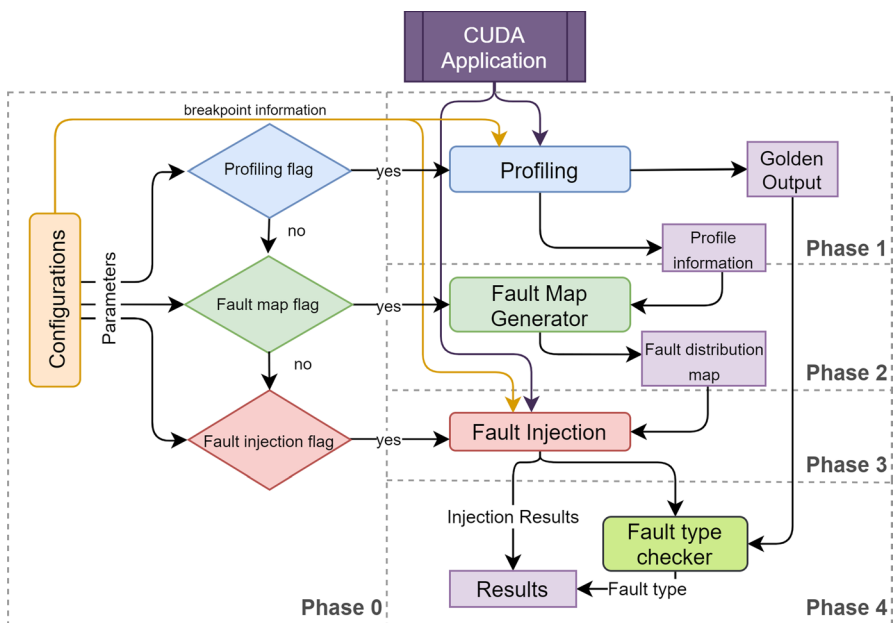 CUDA
Application
breakpoint information
Profiling flag
yes
Profiling
Golden
Output
no
Profile
information
Phase 1
Configurations
Parameters
Fault map flag
yes
Fault Map
Generator
no
Fault distribution
map
Phase 2
Fault injection flag
yes
Fault Injection
Phase 3
Injection Results
Fault type
checker
Results
Fault type
Phase 0
Phase 4